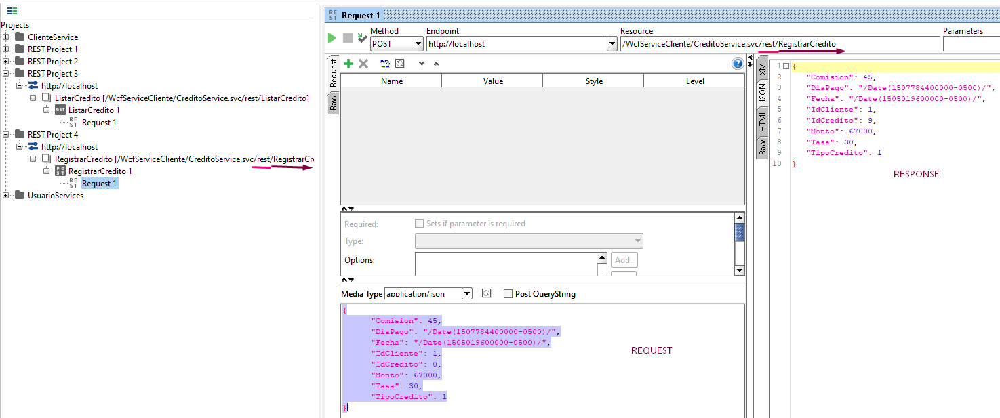 Projects
ClienteService
REST Project 1
REST Project 2
REST Project 3
http://localhost
ListarCredito [/WcfServiceCliente/CreditoService.svc/rest/ListarCredito]
GET ListarCredito 1
REST Request 1
REST Project 4
http://localhost
RegistrarCredito [/WcfServiceCliente/CreditoService.svc/rest/RegistrarCr
POST RegistrarCredito 1
REST Request 1
UsuarioServices
REST Request 1
Method Endpoint Resource Parameters
POST http://localhost /WcfServiceCliente/CreditoService.svc/rest/RegistrarCredito
Request
Raw
URL
?
Name Value Style Level
Required: Sets if parameter is required
Type:
Options: Add..
Media Type application/json Post QueryString
{
"Comision": 45,
"DiaPago": "/Date(1507784400000-0500)/",
"Fecha": "/Date(1505019600000-0500)/",
"IdCliente": 1,
"IdCredito": 0,
"Monto": 67000,
"Tasa": 30,
"TipoCredito": 1
}
REQUEST
XML
JSON
HTML
Raw
1 {
2 "Comision": 45,
3 "DiaPago": "/Date(1507784400000-0500)/",
4 "Fecha": "/Date(1505019600000-0500)/",
5 "IdCliente": 1,
6 "IdCredito": 9,
7 "Monto": 67000,
8 "Tasa": 30,
9 "TipoCredito": 1
10 }
RESPONSE